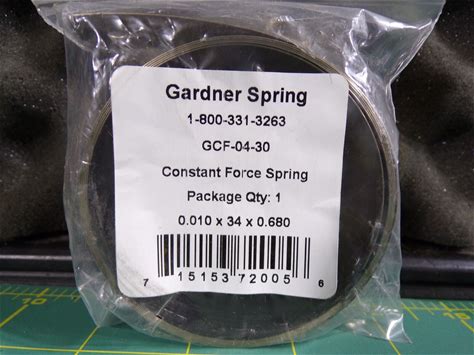 Gardner Spring
1-800-331-3263
GCF-04-30
Constant Force Spring
Package Qty: 1
0.010 x 34 x 0.680
7 15153 72005 6
10